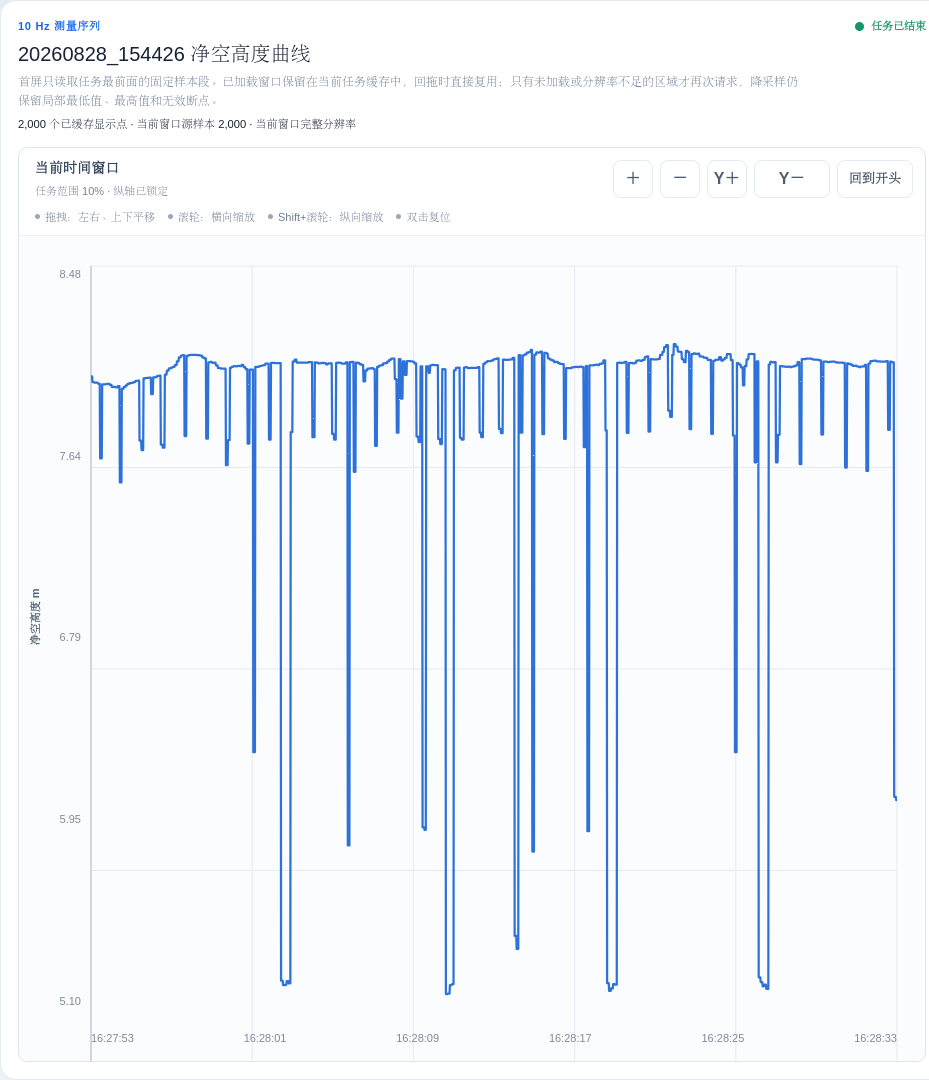 10 Hz 测量序列
任务已结束
20260828_154426 净空高度曲线
首屏只读取任务最前面的固定样本段。已加载窗口保留在当前任务缓存中，回拖时直接复用；只有未加载或分辨率不足的区域才再次请求，降采样仍
保留局部最低值、最高值和无效断点。
2,000 个已缓存显示点 · 当前窗口源样本 2,000 · 当前窗口完整分辨率
当前时间窗口
任务范围 10% · 纵轴已锁定
+ − Y+ Y− 回到开头
拖拽：左右、上下平移 滚轮：横向缩放 Shift+滚轮：纵向缩放 双击复位
8.48
7.64
6.79
5.95
5.10
净空高度 m
16:27:53 16:28:01 16:28:09 16:28:17 16:28:25 16:28:33